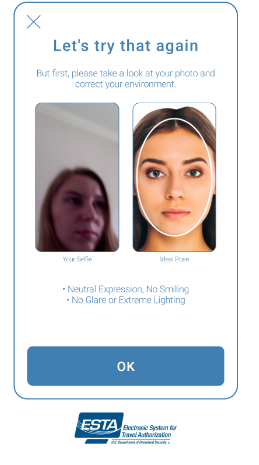 Let's try that again
But first, please take a look at your photo and
correct your environment.
Your Selfie
Ideal Pose
• Neutral Expression, No Smiling
• No Glare or Extreme Lighting
OK
ESTA
Electronic System for
Travel Authorization
U.S. Department of Homeland Security